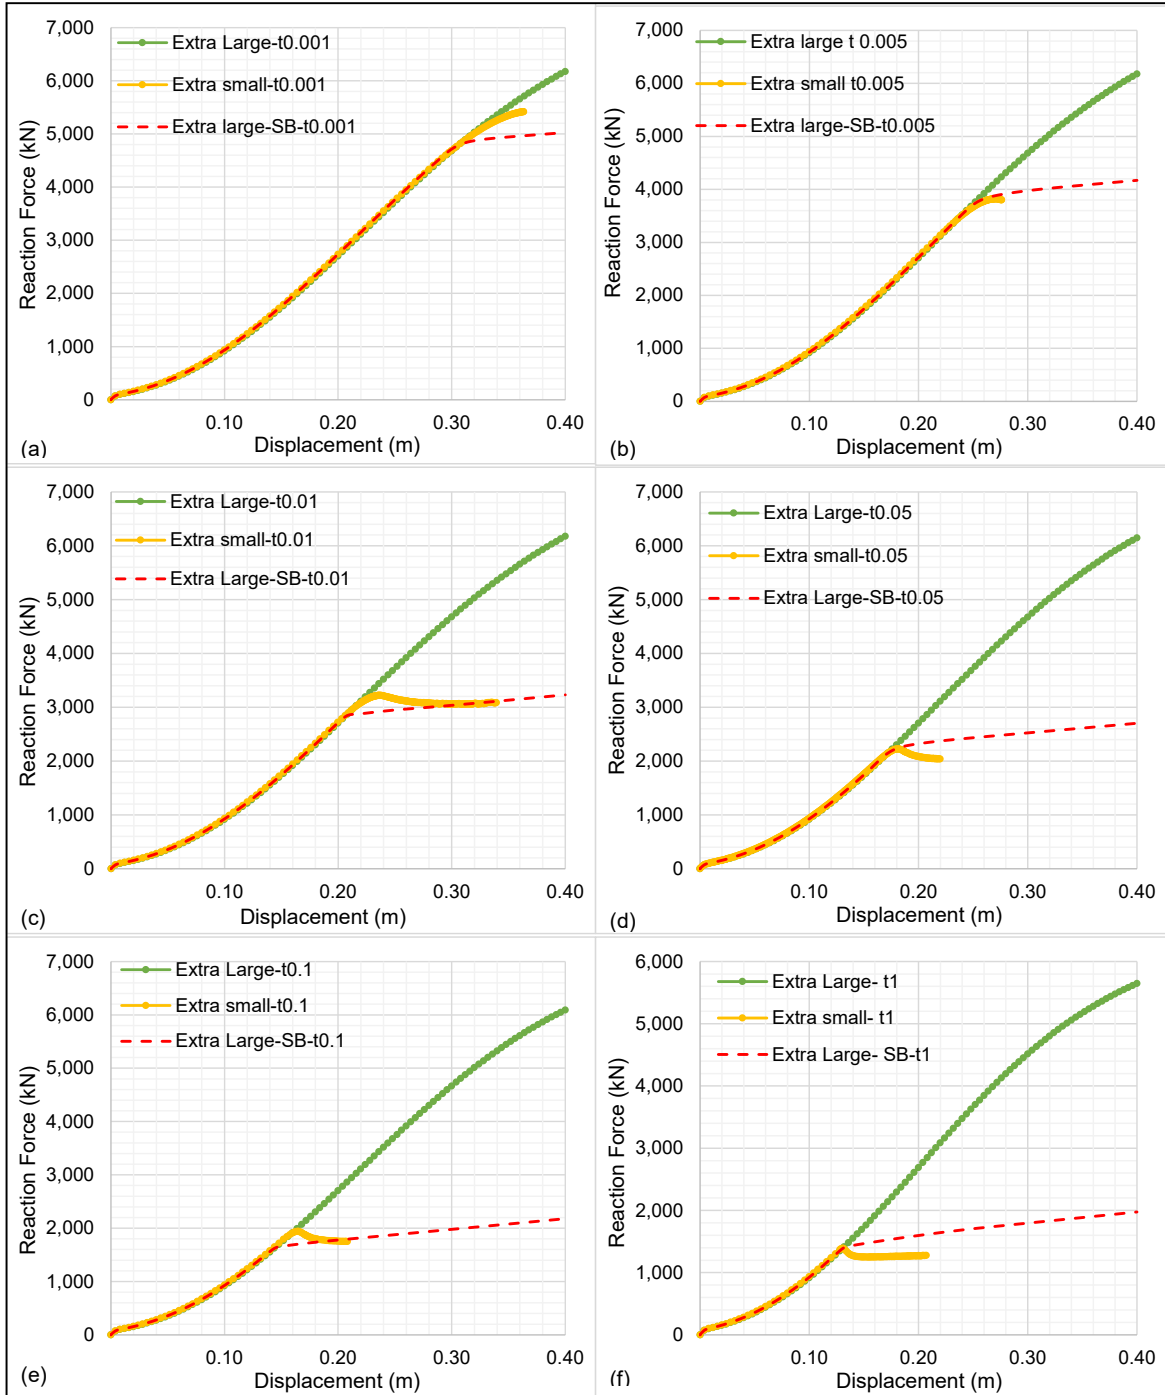 7,000
6,000
5,000
4,000
3,000
2,000
1,000
0
0.10
0.20
0.30
0.40
Reaction Force (kN)
Displacement (m)
Extra Large-t0.001
Extra small-t0.001
Extra large-SB-t0.001
(a)
7,000
6,000
5,000
4,000
3,000
2,000
1,000
0
0.10
0.20
0.30
0.40
Reaction Force (kN)
Displacement (m)
Extra large t 0.005
Extra small t0.005
Extra large-SB-t0.005
(b)
7,000
6,000
5,000
4,000
3,000
2,000
1,000
0
0.10
0.20
0.30
0.40
Reaction Force (kN)
Displacement (m)
Extra Large-t0.01
Extra small-t0.01
Extra Large-SB-t0.01
(c)
7,000
6,000
5,000
4,000
3,000
2,000
1,000
0
0.10
0.20
0.30
0.40
Reaction Force (kN)
Displacement (m)
Extra Large-t0.05
Extra small-t0.05
Extra Large-SB-t0.05
(d)
7,000
6,000
5,000
4,000
3,000
2,000
1,000
0
0.10
0.20
0.30
0.40
Reaction Force (kN)
Displacement (m)
Extra Large-t0.1
Extra small-t0.1
Extra Large-SB-t0.1
(e)
6,000
5,000
4,000
3,000
2,000
1,000
0
0.10
0.20
0.30
0.40
Reaction Force (kN)
Displacement (m)
Extra Large- t1
Extra small- t1
Extra Large- SB-t1
(f)